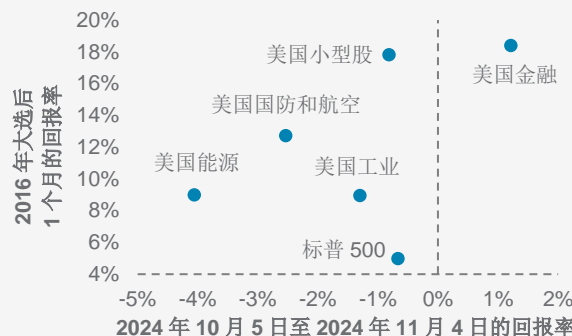 20%
18%
16%
14%
12%
10%
8%
6%
4%
2016 年大选后
1 个月的回报率
美国小型股
美国金融
美国国防和航空
美国能源
美国工业
标普 500
-5% -4% -3% -2% -1% 0% 1% 2%
2024 年 10 月 5 日至 2024 年 11 月 4 日的回报率